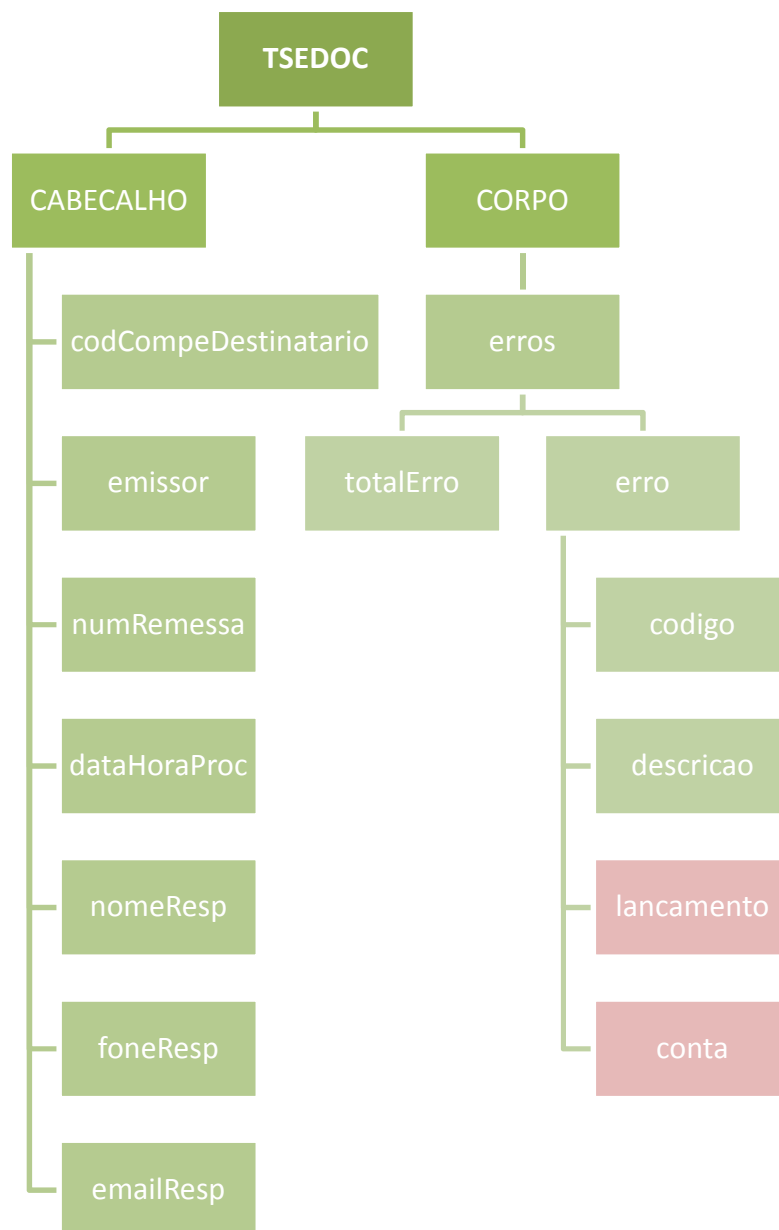 TSEDOC
CABECALHO
CORPO
codCompeDestinatario
erros
emissor
totalErro
erro
numRemessa
codigo
dataHoraProc
descricao
nomeResp
lancamento
foneResp
conta
emailResp